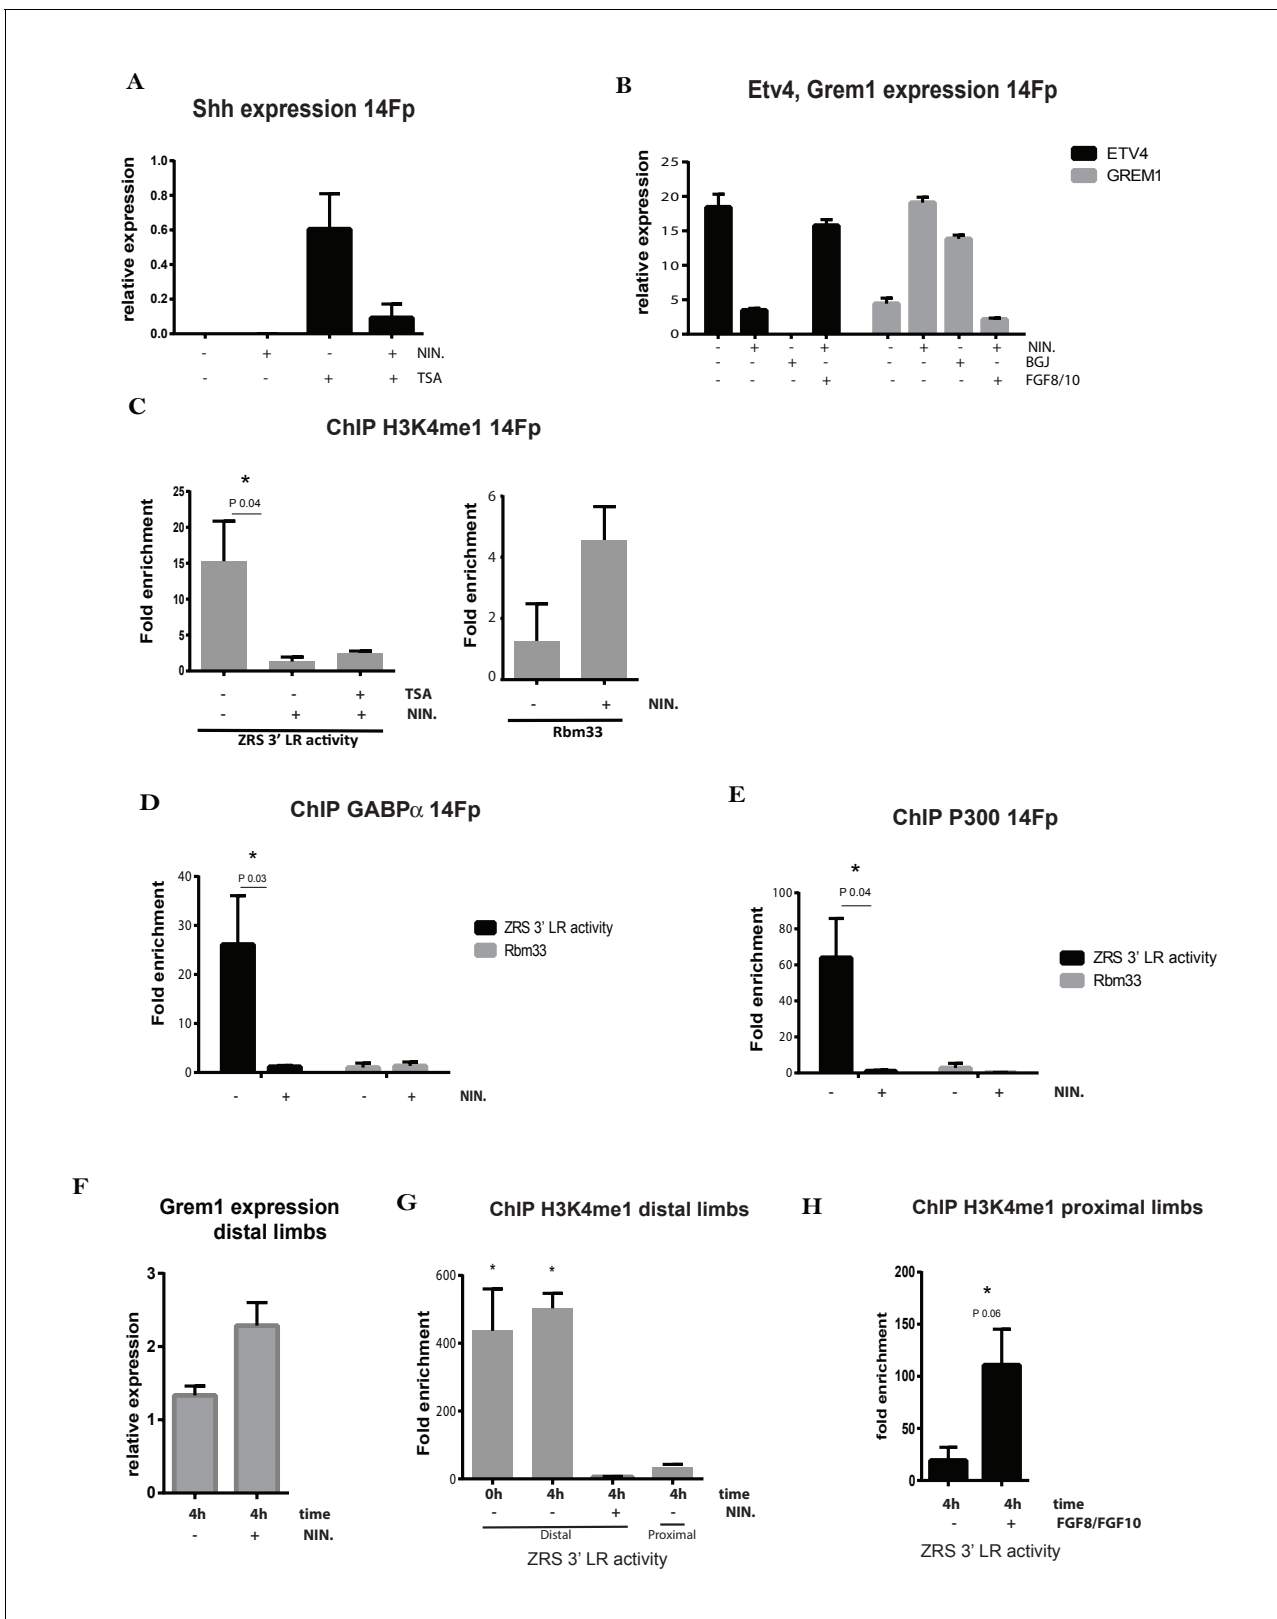 A
Shh expression 14Fp
relative expression
1.0
0.8
0.6
0.4
0.2
0.0
- + - + NIN.
- - + + TSA
B
Etv4, Grem1 expression 14Fp
ETV4
GREM1
relative expression
25
20
15
10
5
0
- + - + - + - + NIN.
- - + - - - + - BGJ
- - - + - - - + FGF8/10
C
ChIP H3K4me1 14Fp
*
P 0.04
Fold enrichment
25
20
15
10
5
0
- - + TSA
- + + NIN.
ZRS 3' LR activity
Fold enrichment
6
4
2
0
- + NIN.
Rbm33
D
ChIP GABPα 14Fp
*
P 0.03
Fold enrichment
40
30
20
10
0
ZRS 3' LR activity
Rbm33
- + - + NIN.
E
ChIP P300 14Fp
*
P 0.04
Fold enrichment
100
80
60
40
20
0
ZRS 3' LR activity
Rbm33
- + - + NIN.
F
Grem1 expression
distal limbs
relative expression
3
2
1
0
4h 4h time
- + NIN.
G
ChIP H3K4me1 distal limbs
* *
Fold enrichment
600
400
200
0
0h 4h 4h 4h time
- - + - NIN.
Distal Proximal
ZRS 3' LR activity
H
ChIP H3K4me1 proximal limbs
*
P 0.06
fold enrichment
200
150
100
50
0
4h 4h time
- + FGF8/FGF10
ZRS 3' LR activity